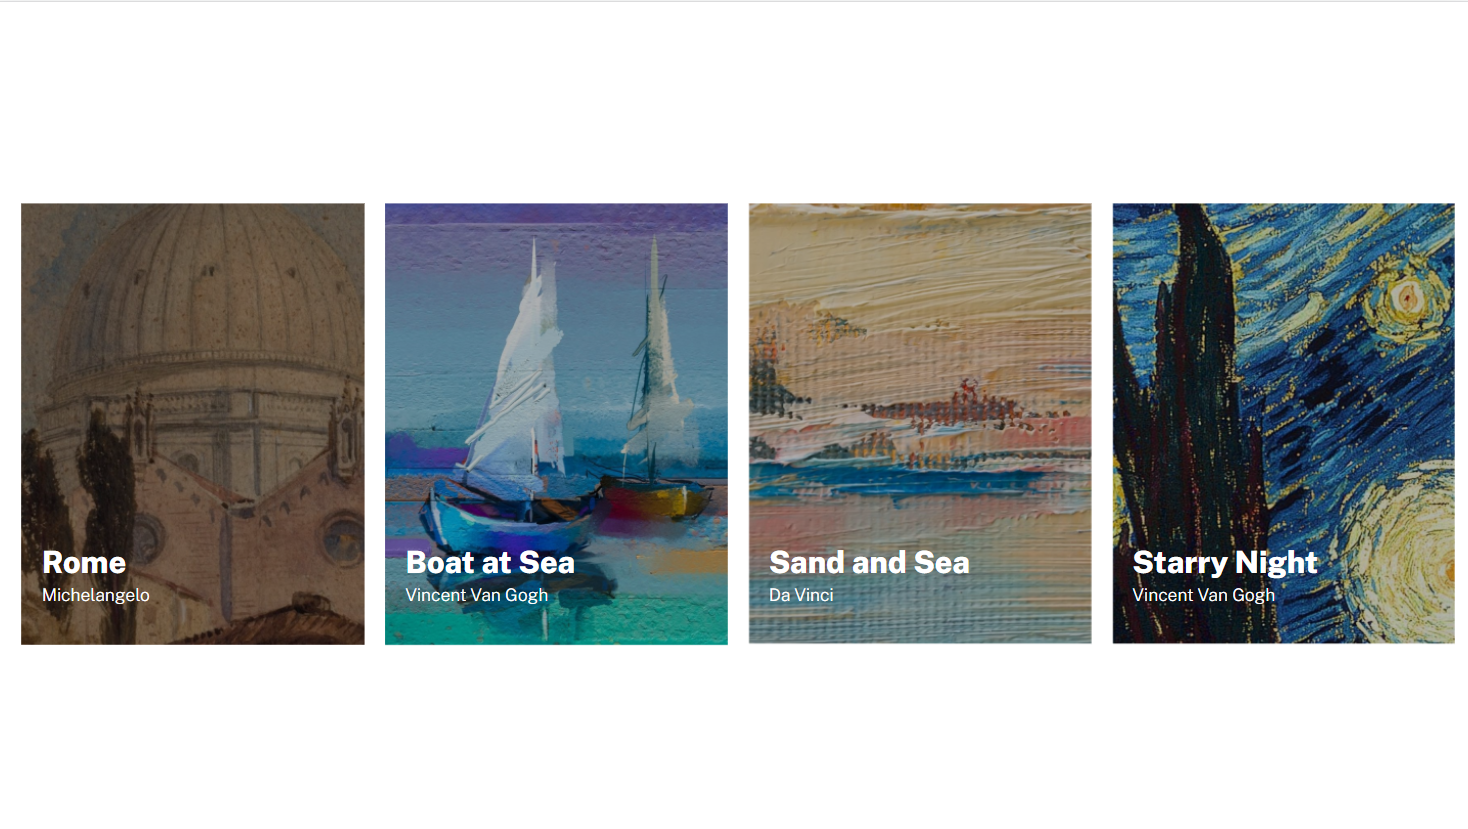 Rome
Michelangelo
Boat at Sea
Vincent Van Gogh
Sand and Sea
Da Vinci
Starry Night
Vincent Van Gogh